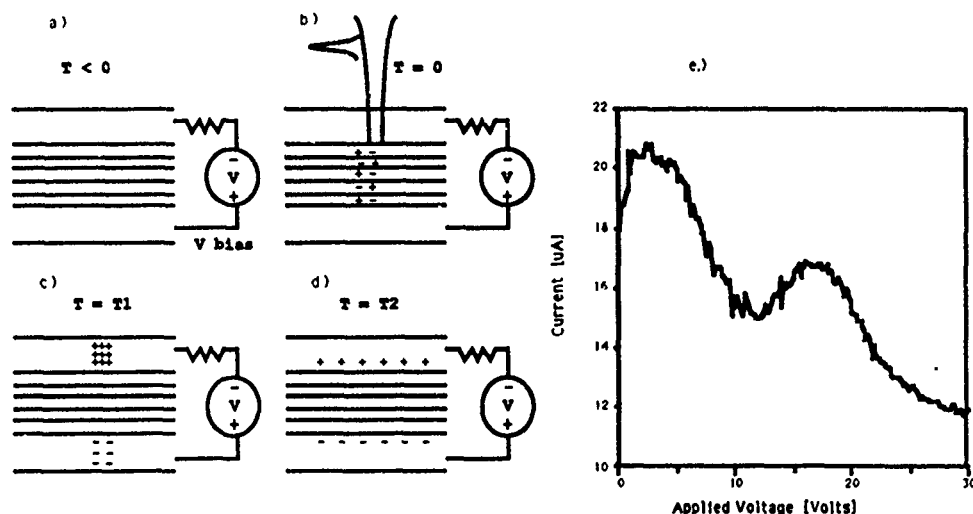 a)
T < 0
V
V bias
b)
T = 0
V
c)
T = T1
V
d)
T = T2
V
e.)
22
20
18
16
14
12
10
0
10
20
30
Current [uA]
Applied Voltage [Volts]